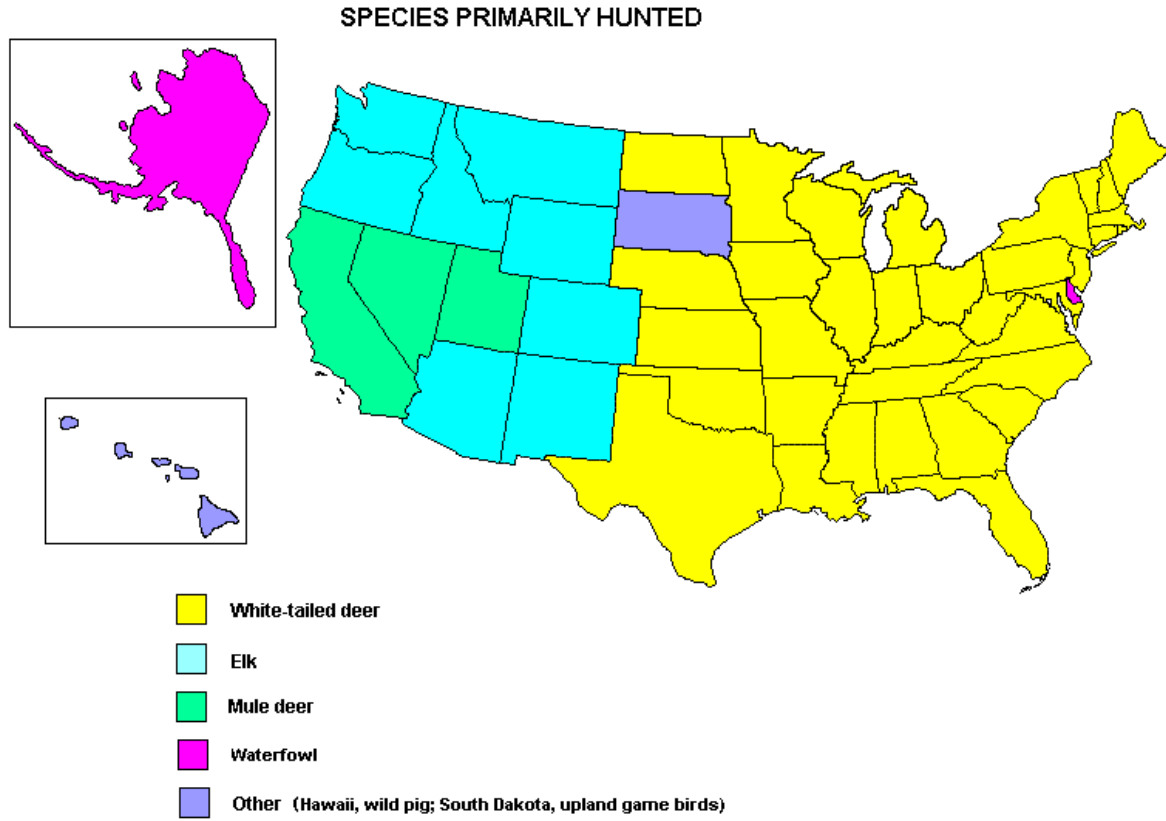 SPECIES PRIMARILY HUNTED
White-tailed deer
Elk
Mule deer
Waterfowl
Other (Hawaii, wild pig; South Dakota, upland game birds)